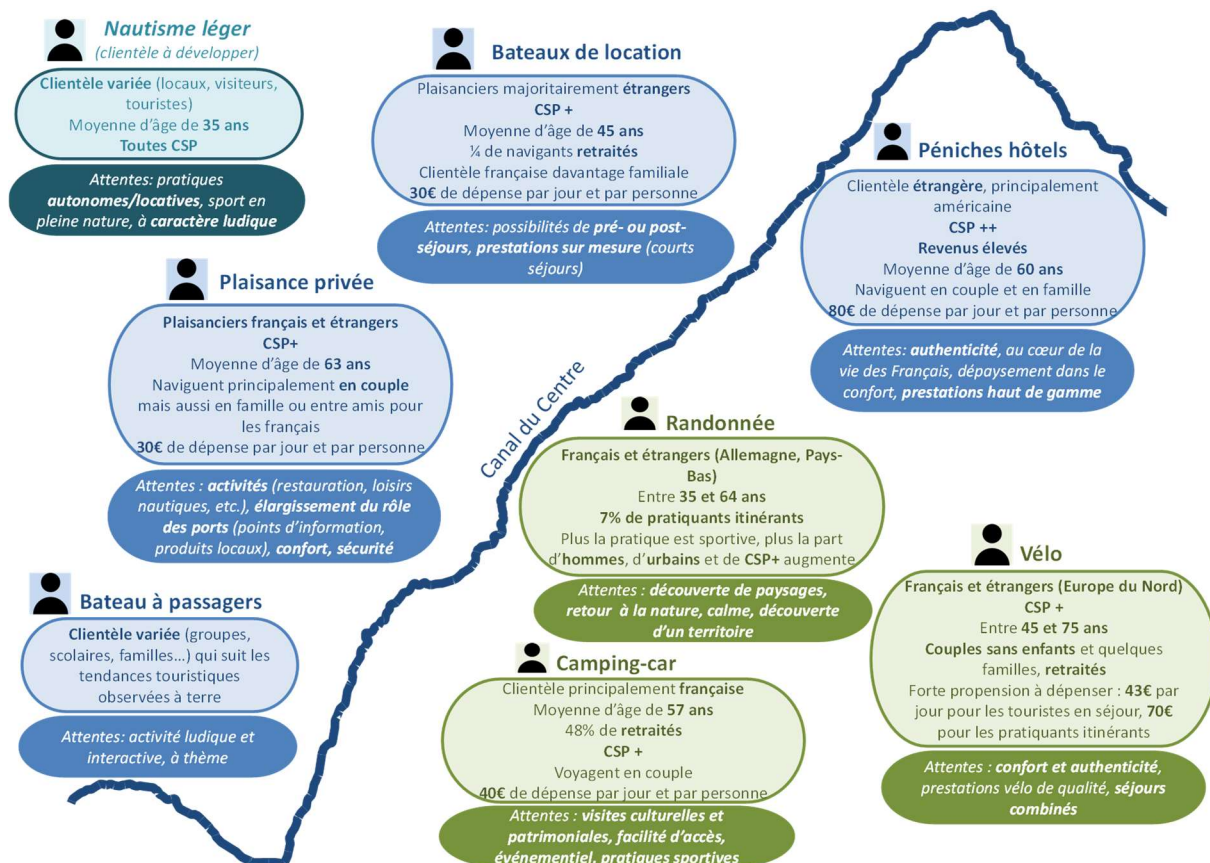 Nautisme léger
(clientèle à développer)
Clientèle variée (locaux, visiteurs,
touristes)
Moyenne d'âge de 35 ans
Toutes CSP
Attentes: pratiques
autonomes/locatives, sport en
pleine nature, à caractère ludique
Bateaux de location
Plaisanciers majoritairement étrangers
CSP +
Moyenne d'âge de 45 ans
¼ de navigants retraités
Clientèle française davantage familiale
30€ de dépense par jour et par personne
Attentes: possibilités de pré- ou post-
séjours, prestations sur mesure (courts
séjours)
Péniches hôtels
Clientèle étrangère, principalement
américaine
CSP ++
Revenus élevés
Moyenne d'âge de 60 ans
Naviguent en couple et en famille
80€ de dépense par jour et par personne
Attentes: authenticité, au cœur de la
vie des Français, dépaysement dans le
confort, prestations haut de gamme
Plaisance privée
Plaisanciers français et étrangers
CSP+
Moyenne d'âge de 63 ans
Naviguent principalement en couple
mais aussi en famille ou entre amis pour
les français
30€ de dépense par jour et par personne
Attentes : activités (restauration, loisirs
nautiques, etc.), élargissement du rôle
des ports (points d'information,
produits locaux), confort, sécurité
Canal du Centre
Randonnée
Français et étrangers (Allemagne, Pays-
Bas)
Entre 35 et 64 ans
7% de pratiquants itinérants
Plus la pratique est sportive, plus la part
d'hommes, d'urbains et de CSP+ augmente
Attentes : découverte de paysages,
retour à la nature, calme, découverte
d'un territoire
Vélo
Français et étrangers (Europe du Nord)
CSP +
Entre 45 et 75 ans
Couples sans enfants et quelques
familles, retraités
Forte propension à dépenser : 43€ par
jour pour les touristes en séjour, 70€
pour les pratiquants itinérants
Attentes : confort et authenticité,
prestations vélo de qualité, séjours
combinés
Bateau à passagers
Clientèle variée (groupes,
scolaires, familles...) qui suit les
tendances touristiques
observées à terre
Attentes: activité ludique et
interactive, à thème
Camping-car
Clientèle principalement française
Moyenne d'âge de 57 ans
48% de retraités
CSP +
Voyagent en couple
40€ de dépense par jour et par personne
Attentes : visites culturelles et
patrimoniales, facilité d'accès,
événementiel, pratiques sportives